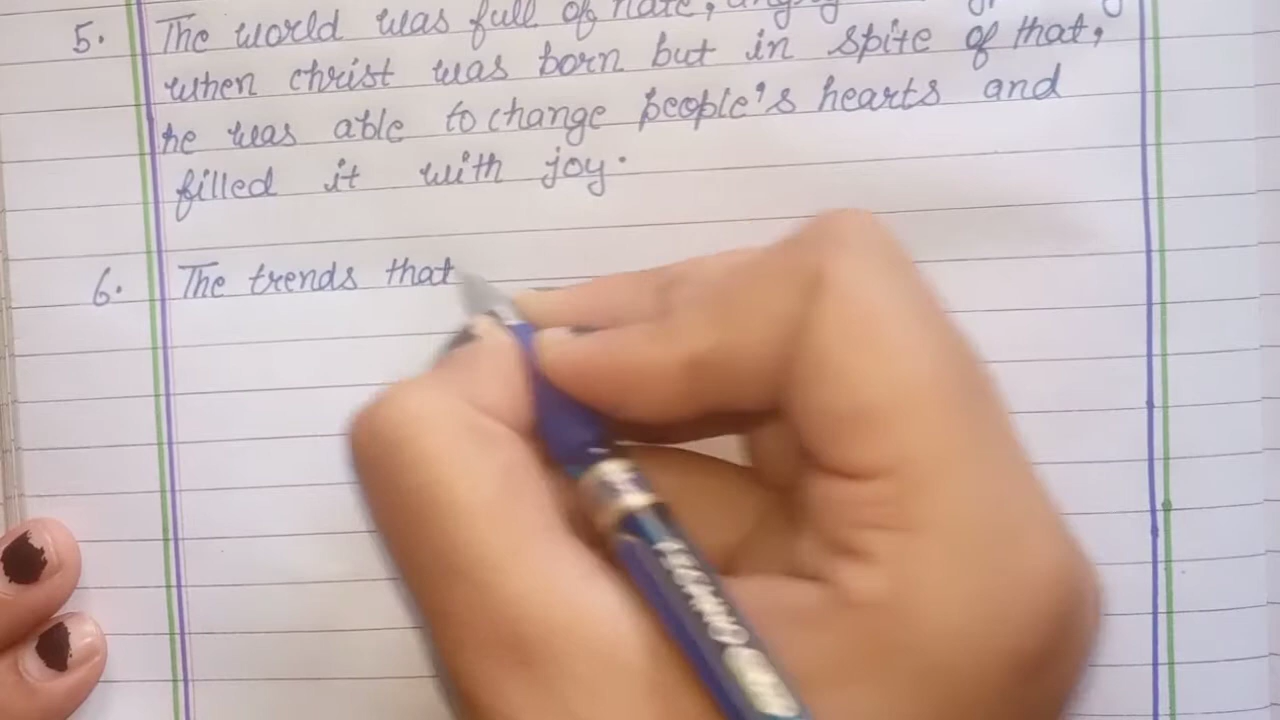 5. The world was full of hate,
when christ was born but in spite of that,
he was able to change people's hearts and
filled it with joy.
6. The trends that